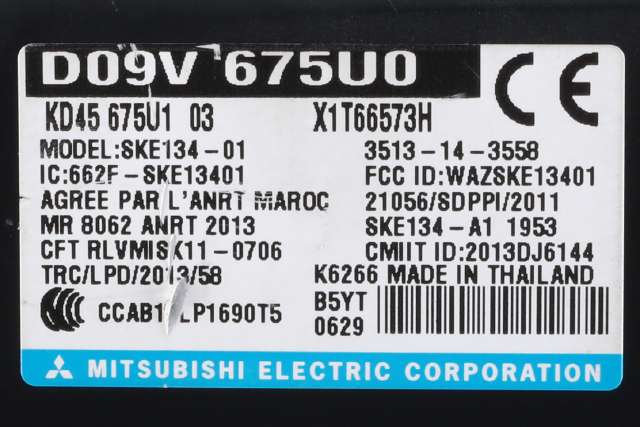 D09V 675U0
CE
KD45 675U1 03 X1T66573H
MODEL:SKE134-01 3513-14-3558
IC:662F-SKE13401 FCC ID:WAZSKE13401
AGREE PAR L'ANRT MAROC 21056/SDPPI/2011
MR 8062 ANRT 2013 SKE134-A1 1953
CFT RLVMISK11-0706 CMIIT ID:2013DJ6144
TRC/LPD/2013/58 K6266 MADE IN THAILAND
B5YT
0629
MITSUBISHI ELECTRIC CORPORATION